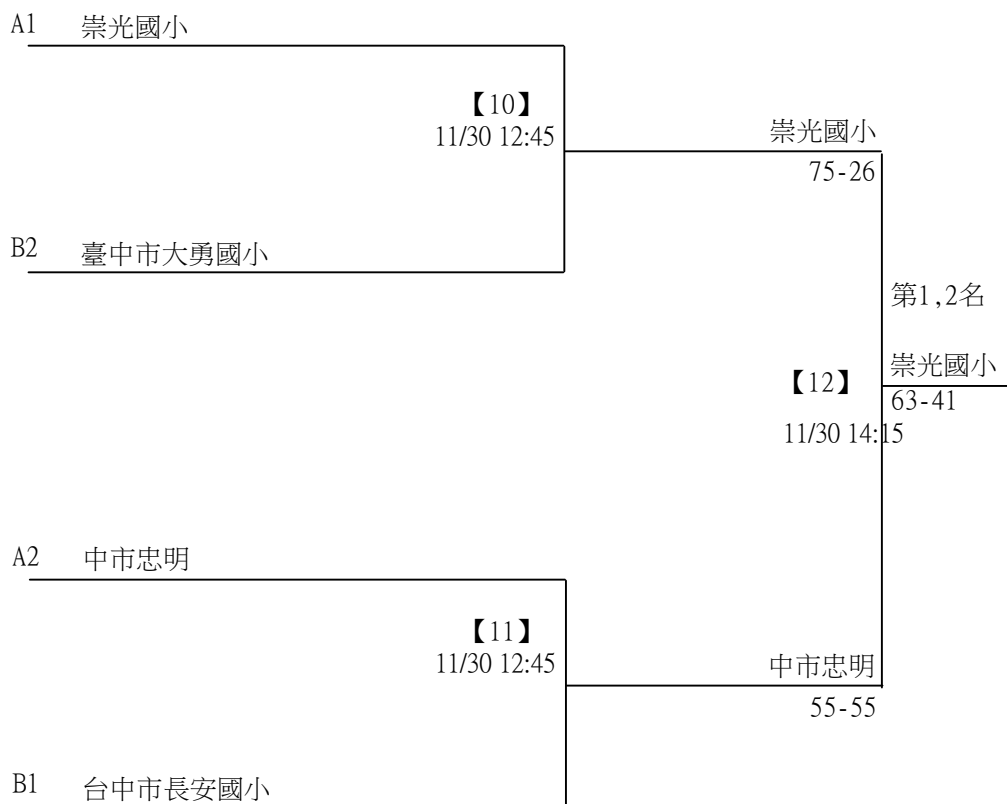 A1 崇光國小
【10】
11/30 12:45
崇光國小
75-26
B2 臺中市大勇國小
第1,2名
崇光國小
【12】
63-41
11/30 14:15
A2 中市忠明
【11】
11/30 12:45
中市忠明
55-55
B1 台中市長安國小